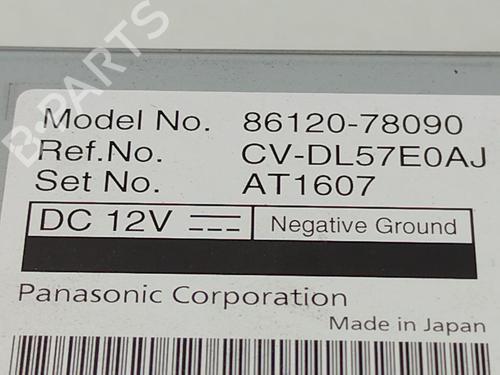 Model No. 86120-78090
Ref.No. CV-DL57E0AJ
Set No. AT1607
DC 12V Negative Ground
Panasonic Corporation
Made in Japan
B-PARTS